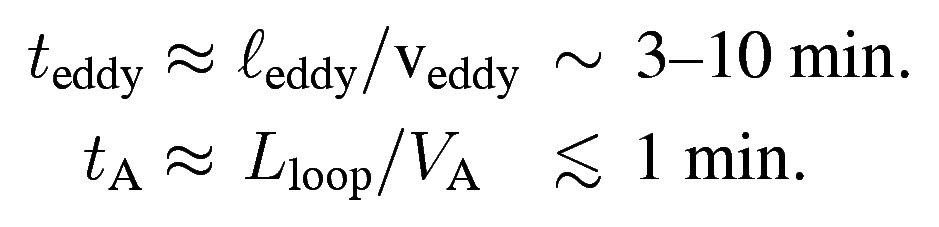 t_eddy ≈ ℓ_eddy/v_eddy ∼ 3–10 min.
t_A ≈ L_loop/V_A ≲ 1 min.